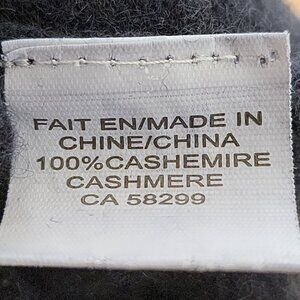 FAIT EN/MADE IN
CHINE/CHINA
100%CASHEMIRE
CASHMERE
CA 58299